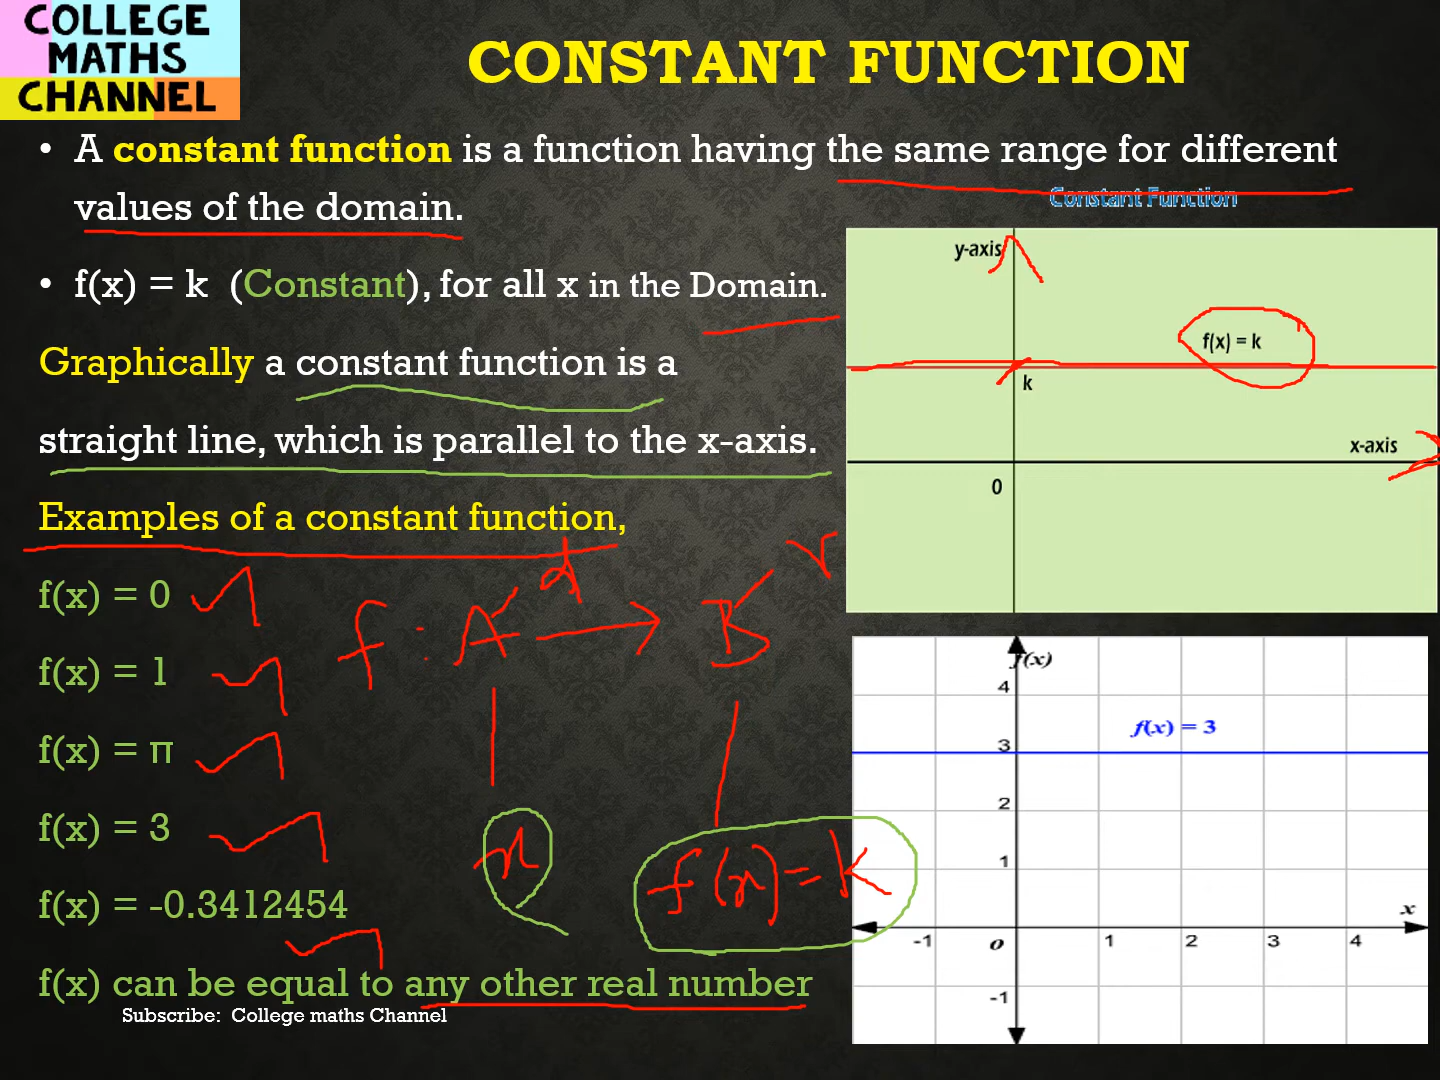 COLLEGE
MATHS
CHANNEL
CONSTANT FUNCTION
• A constant function is a function having the same range for different
values of the domain.
• f(x) = k (Constant), for all x in the Domain.
Graphically a constant function is a
straight line, which is parallel to the x-axis.
Examples of a constant function,
f(x) = 0
f(x) = 1
f(x) = π
f(x) = 3
f(x) = -0.3412454
f(x) can be equal to any other real number
Subscribe: College maths Channel
f : A → B
d
r
x
f(x) = k
Constant Function
y-axis
f(x) = k
k
x-axis
0
f(x)
4
f(x) = 3
3
2
1
x
-1 o 1 2 3 4
-1